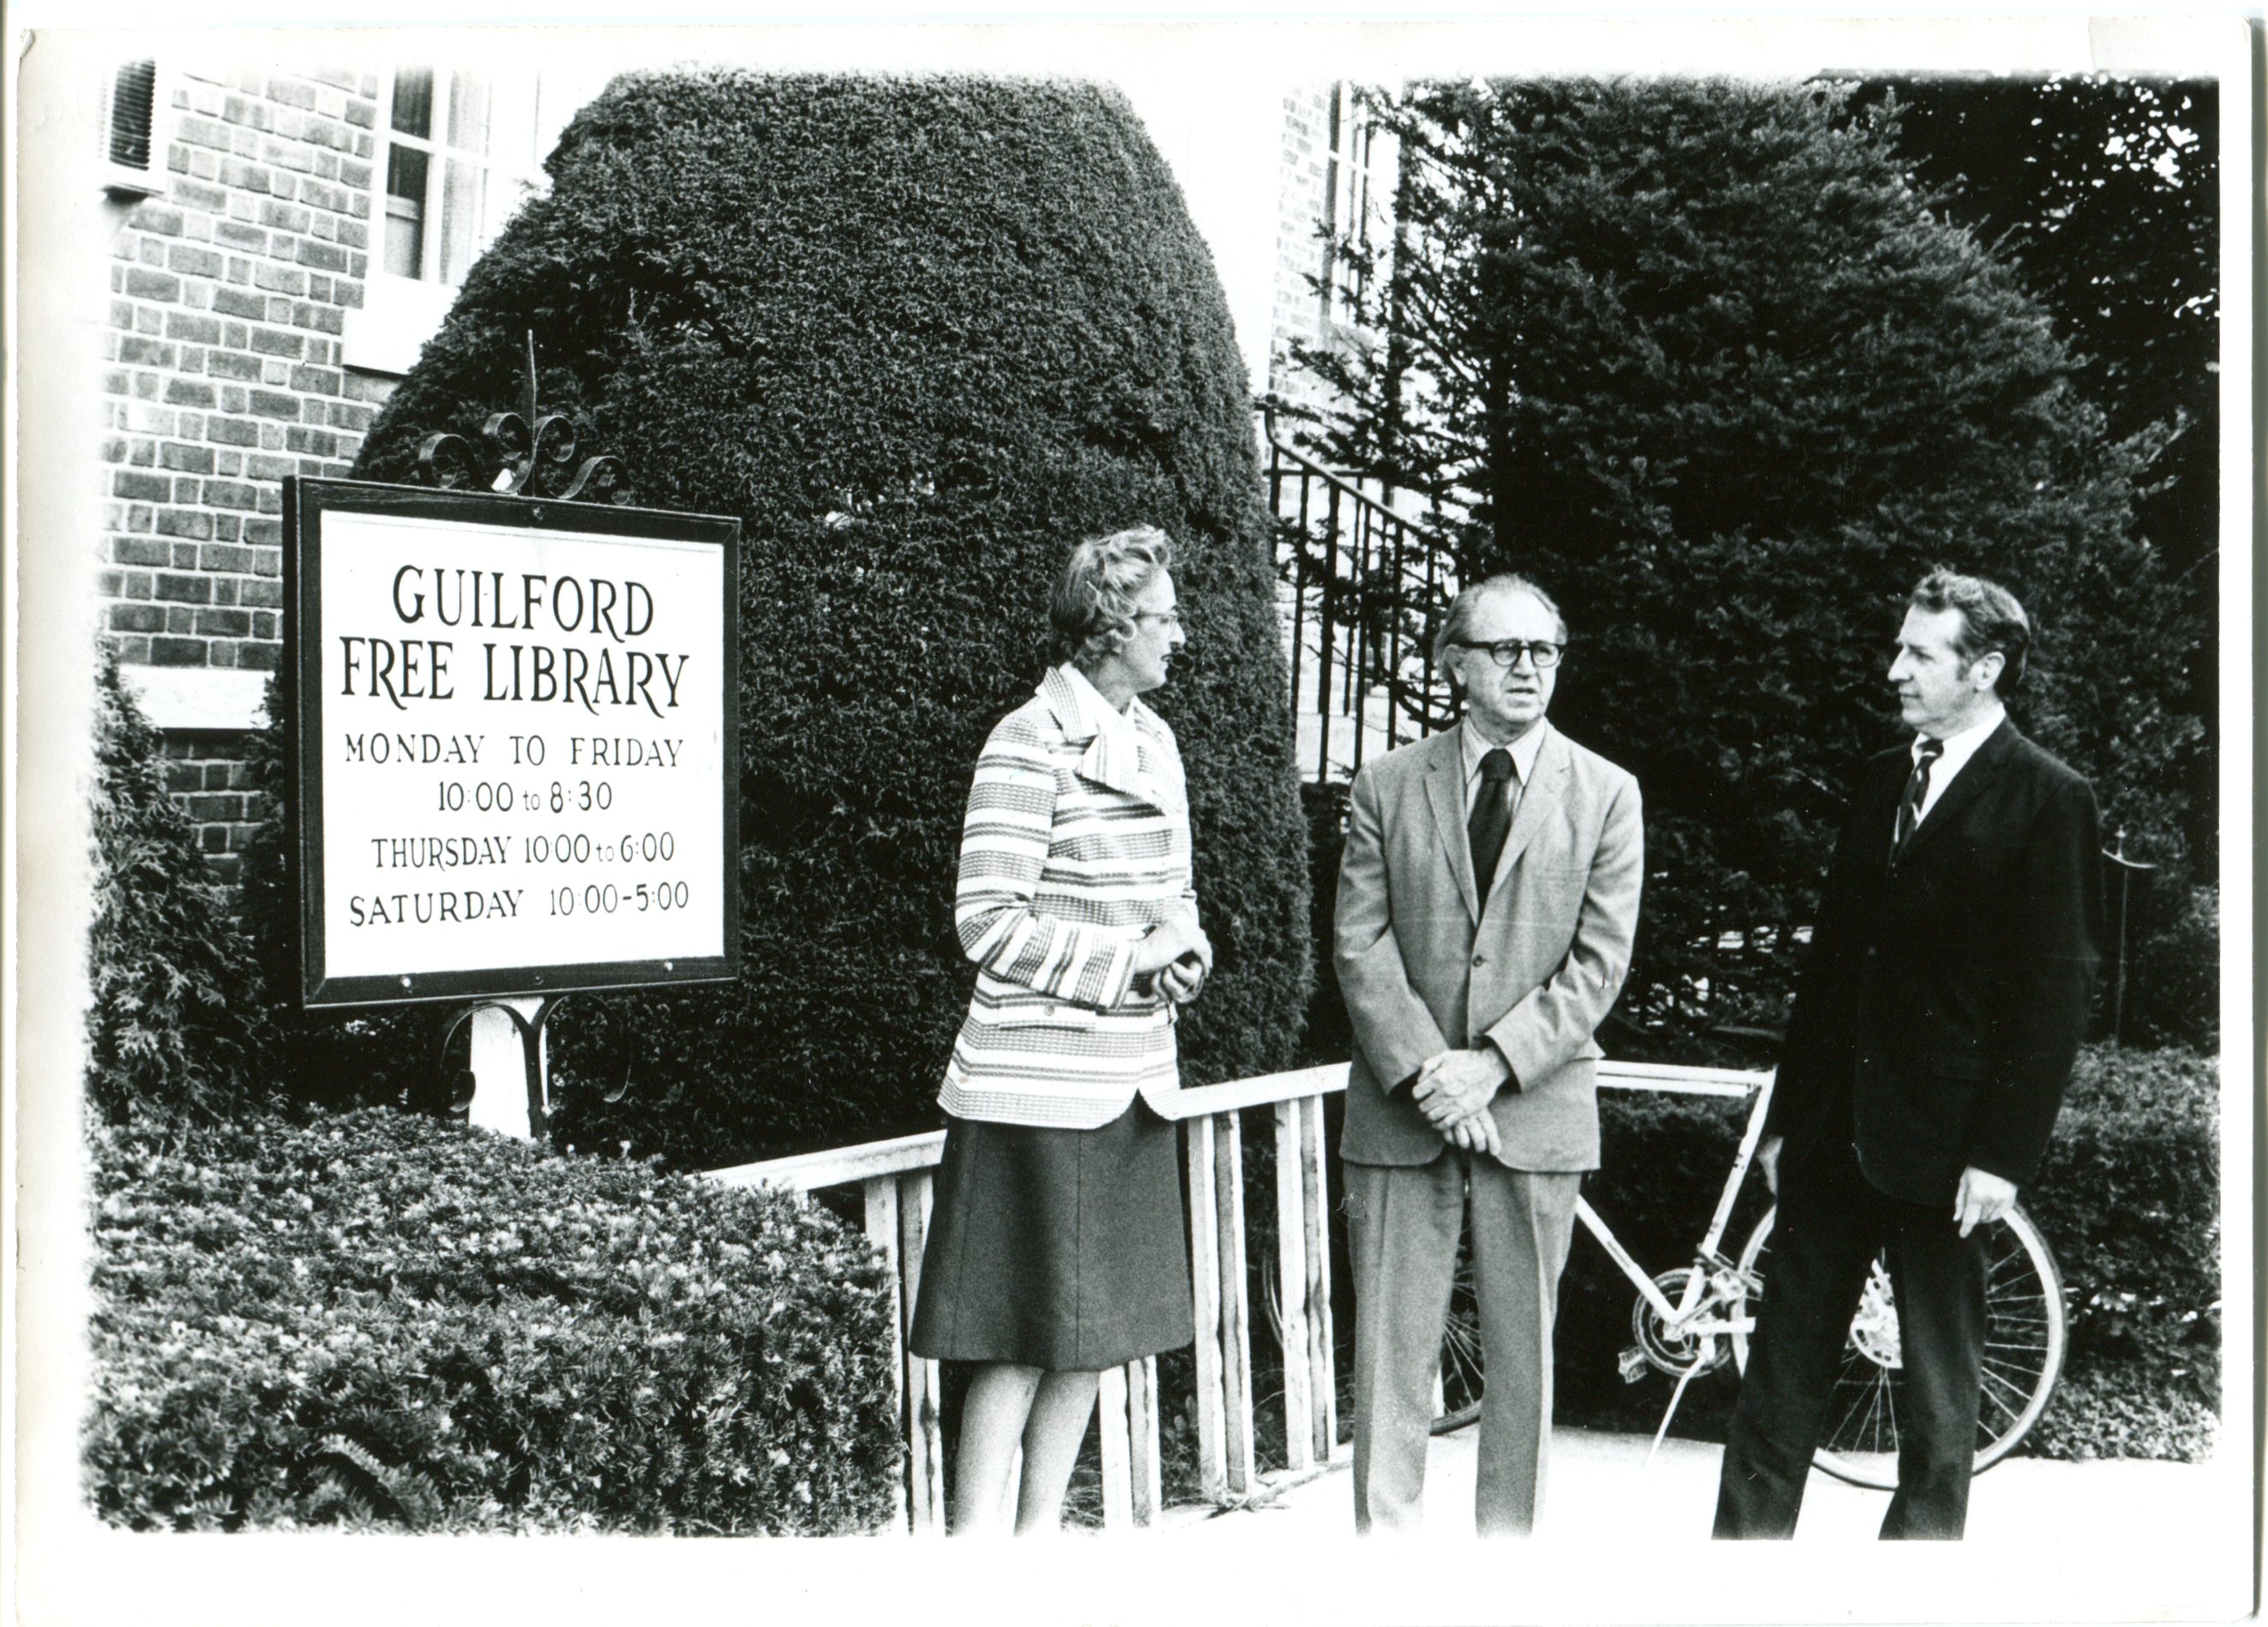 GUILFORD
FREE LIBRARY
MONDAY TO FRIDAY
10:00 to 8:30
THURSDAY 10:00 to 6:00
SATURDAY 10:00-5:00